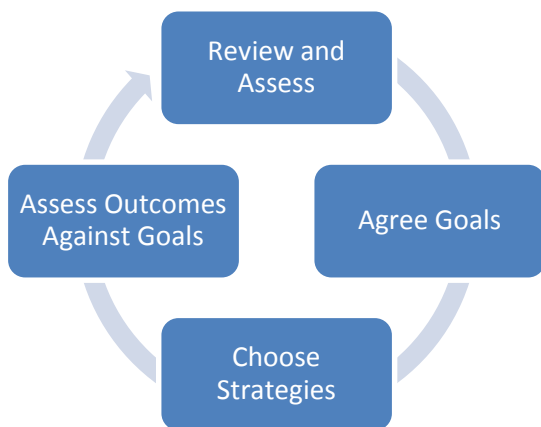 Review and
Assess
Agree Goals
Choose
Strategies
Assess Outcomes
Against Goals